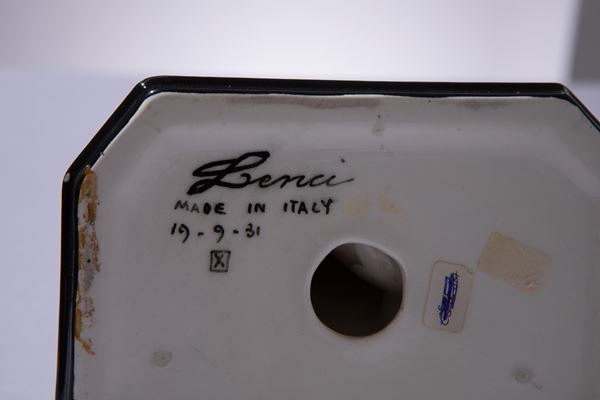 Lenci
MADE IN ITALY
19-9-31
X